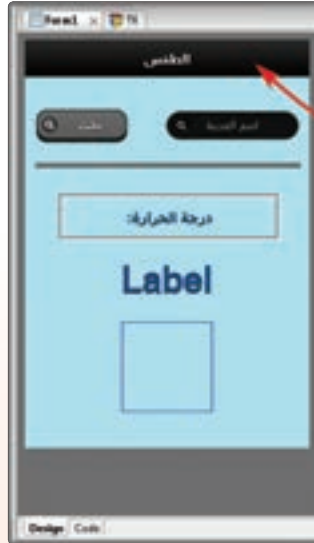 Form1
الطقس
اسم المدينة
درجة الحرارة:
Label
Design Code